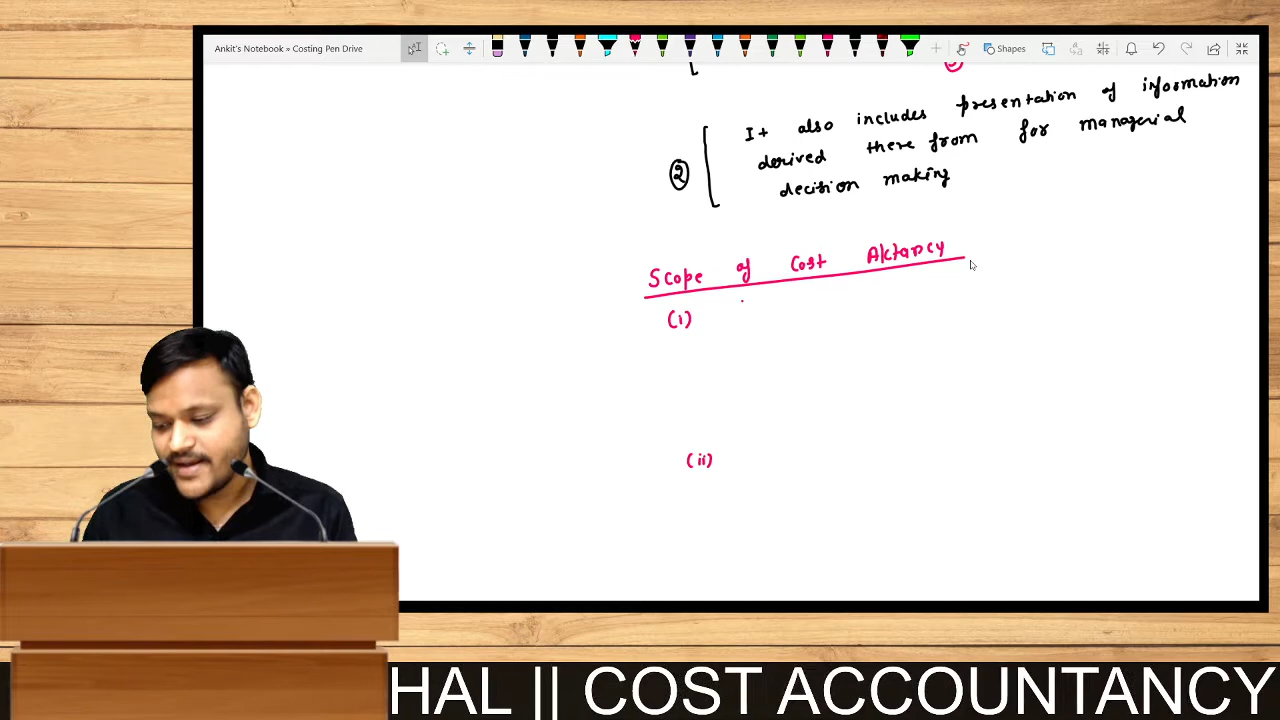 Ankit's Notebook » Costing Pen Drive
Shapes
It also includes presentation of information
② derived there from for managerial
decision making
Scope of Cost A/ctancy
(i)
(ii)
HAL || COST ACCOUNTANCY